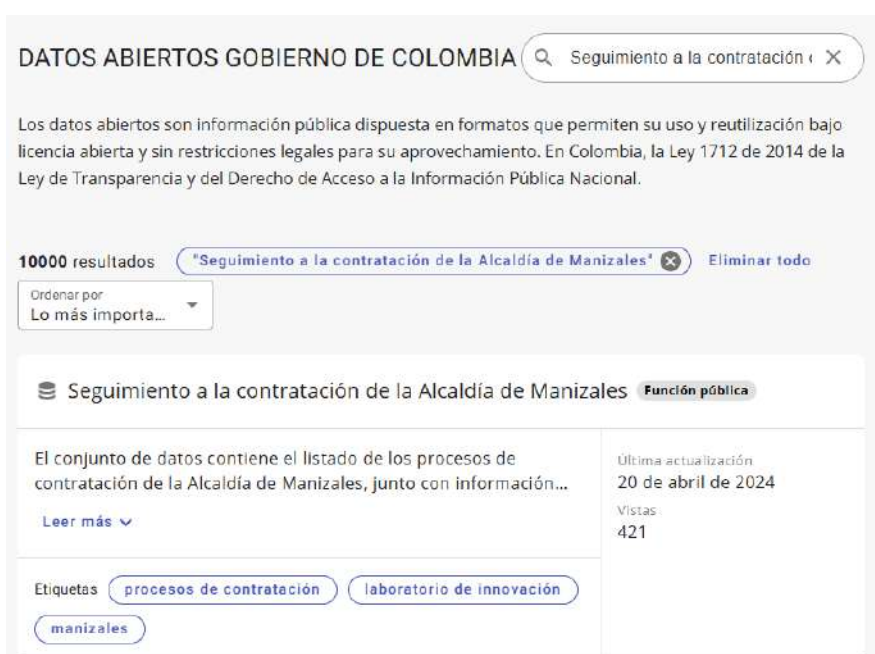 DATOS ABIERTOS GOBIERNO DE COLOMBIA
Seguimiento a la contratación
Los datos abiertos son información pública dispuesta en formatos que permiten su uso y reutilización bajo
licencia abierta y sin restricciones legales para su aprovechamiento. En Colombia, la Ley 1712 de 2014 de la
Ley de Transparencia y del Derecho de Acceso a la Información Pública Nacional.
10000 resultados
"Seguimiento a la contratación de la Alcaldía de Manizales"
Eliminar todo
Ordenar por
Lo más importa...
Seguimiento a la contratación de la Alcaldía de Manizales
Función pública
El conjunto de datos contiene el listado de los procesos de
contratación de la Alcaldía de Manizales, junto con información...
Leer más
Última actualización
20 de abril de 2024
Vistas
421
Etiquetas
procesos de contratación
laboratorio de innovación
manizales